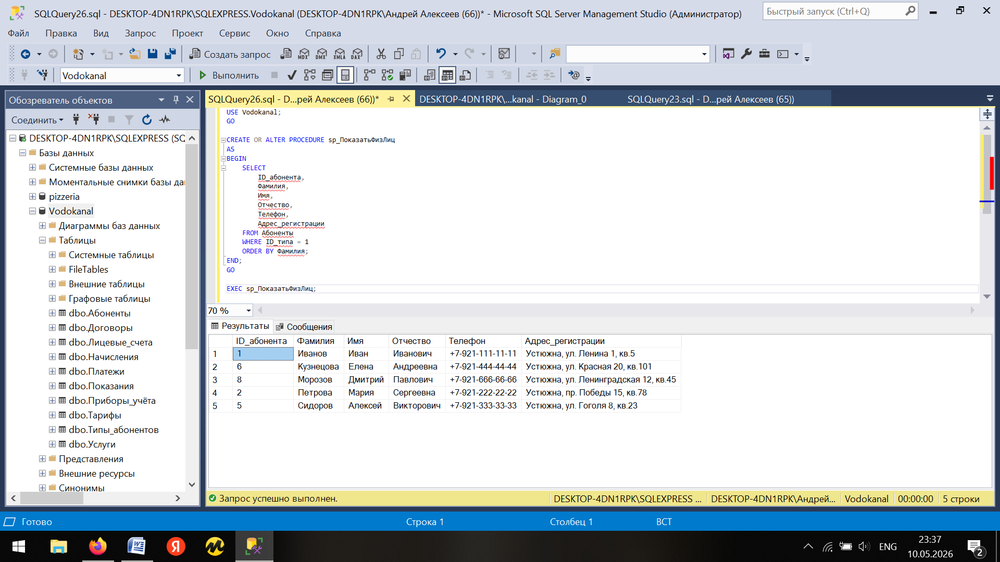 SQLQuery26.sql - DESKTOP-4DN1RPK\SQLEXPRESS.Vodokanal (DESKTOP-4DN1RPK\Андрей Алексеев (66))* - Microsoft SQL Server Management Studio (Администратор)
Быстрый запуск (Ctrl+Q)
Файл Правка Вид Запрос Проект Сервис Окно Справка
Создать запрос MDX DMX XMLA DAX
Vodokanal Выполнить
Обозреватель объектов
Соединить
DESKTOP-4DN1RPK\SQLEXPRESS (SQ
Базы данных
Системные базы данных
Моментальные снимки базы да
pizzeria
Vodokanal
Диаграммы баз данных
Таблицы
Системные таблицы
FileTables
Внешние таблицы
Графовые таблицы
dbo.Абоненты
dbo.Договоры
dbo.Лицевые_счета
dbo.Начисления
dbo.Платежи
dbo.Показания
dbo.Приборы_учёта
dbo.Тарифы
dbo.Типы_абонентов
dbo.Услуги
Представления
Внешние ресурсы
Синонимы
SQLQuery26.sql - D...рей Алексеев (66))* DESKTOP-4DN1RPK\...kanal - Diagram_0 SQLQuery23.sql - D...рей Алексеев (65))
USE Vodokanal;
GO
CREATE OR ALTER PROCEDURE sp_ПоказатьФизЛиц
AS
BEGIN
SELECT
ID_абонента,
Фамилия,
Имя,
Отчество,
Телефон,
Адрес_регистрации
FROM Абоненты
WHERE ID_типа = 1
ORDER BY Фамилия;
END;
GO
EXEC sp_ПоказатьФизЛиц;
70 %
Результаты Сообщения
ID_абонента Фамилия Имя Отчество Телефон Адрес_регистрации
1 1 Иванов Иван Иванович +7-921-111-11-11 Устюжна, ул. Ленина 1, кв.5
2 6 Кузнецова Елена Андреевна +7-921-444-44-44 Устюжна, ул. Красная 20, кв.101
3 8 Морозов Дмитрий Павлович +7-921-666-66-66 Устюжна, ул. Ленинградская 12, кв.45
4 2 Петрова Мария Сергеевна +7-921-222-22-22 Устюжна, пр. Победы 15, кв.78
5 5 Сидоров Алексей Викторович +7-921-333-33-33 Устюжна, ул. Гоголя 8, кв.23
Запрос успешно выполнен. DESKTOP-4DN1RPK\SQLEXPRESS ... DESKTOP-4DN1RPK\Андрей... Vodokanal 00:00:00 5 строки
Готово Строка 1 Столбец 1 ВСТ
Я ENG 23:37
10.05.2026
2